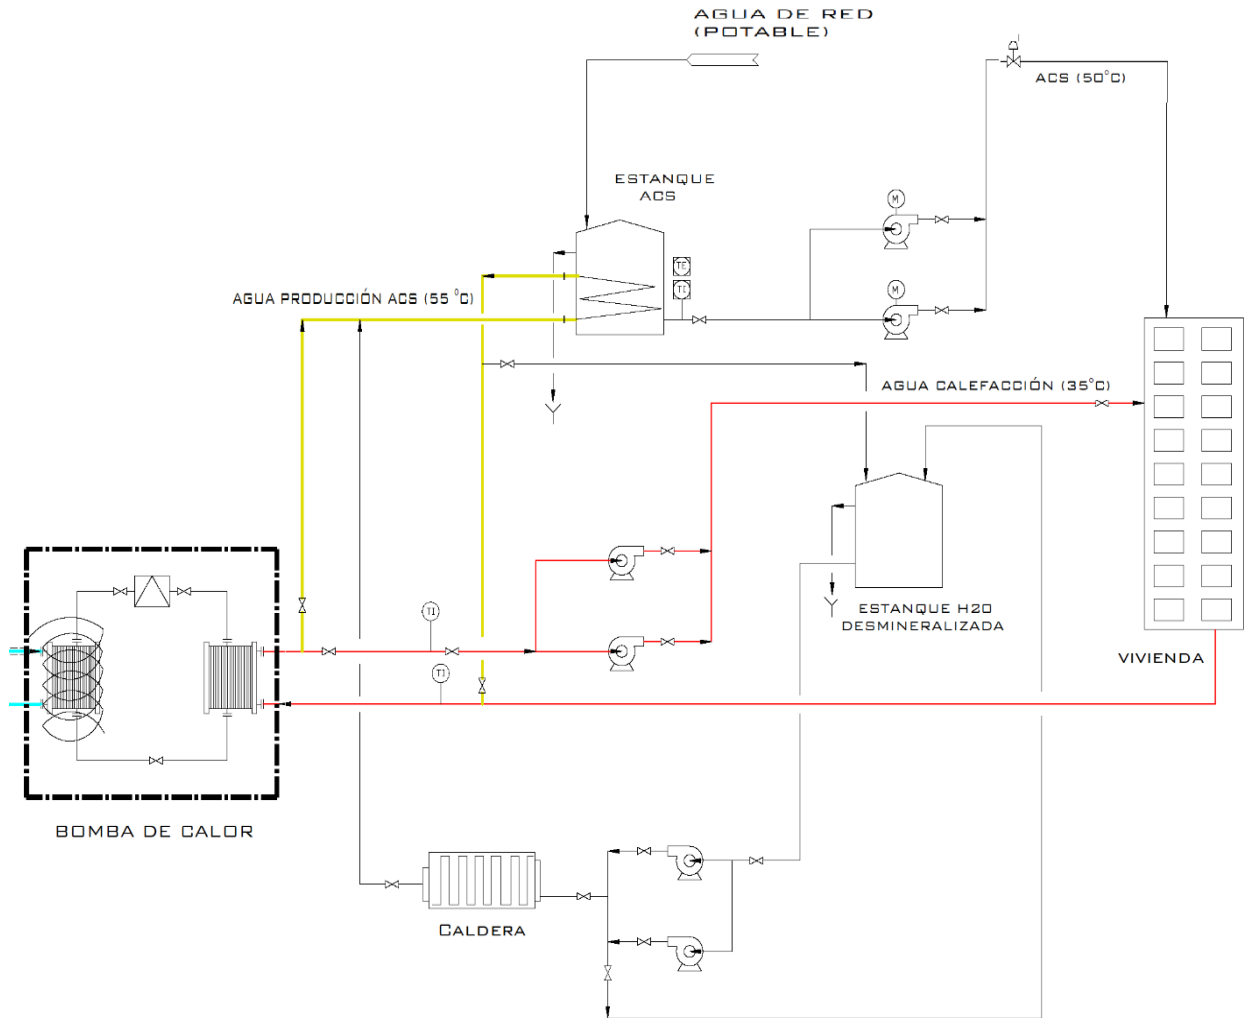 AGUA DE RED
(POTABLE)
ACS (50°C)
ESTANQUE
ACS
M
TE
TI
M
AGUA PRODUCCIÓN ACS (55 °C)
AGUA CALEFACCIÓN (35°C)
TI
ESTANQUE H2O
DESMINERALIZADA
VIVIENDA
TI
BOMBA DE CALOR
CALDERA